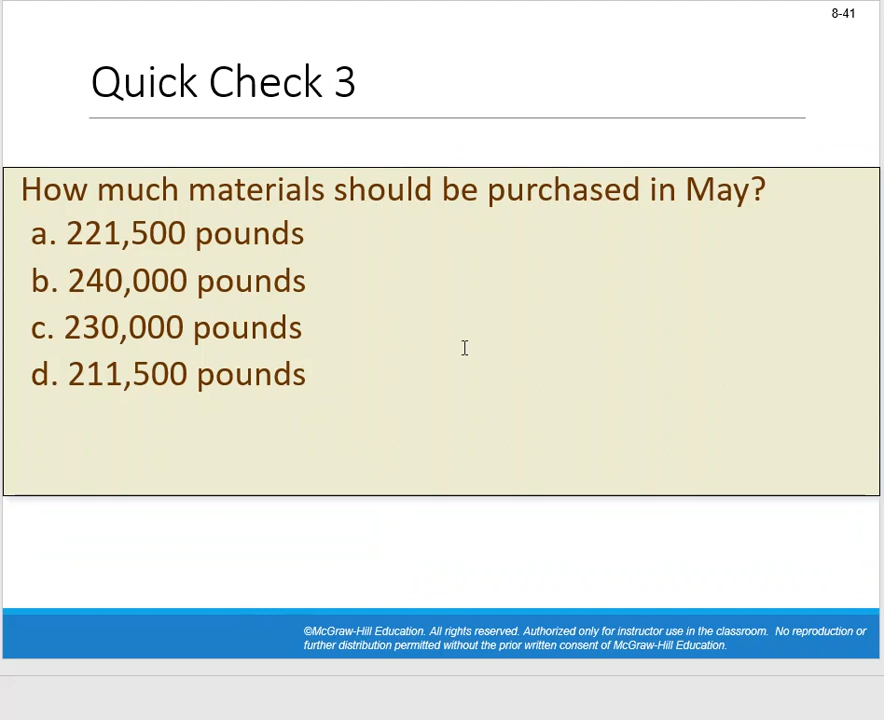 8-41
Quick Check 3
How much materials should be purchased in May?
a. 221,500 pounds
b. 240,000 pounds
c. 230,000 pounds
d. 211,500 pounds
©McGraw-Hill Education. All rights reserved. Authorized only for instructor use in the classroom. No reproduction or
further distribution permitted without the prior written consent of McGraw-Hill Education.